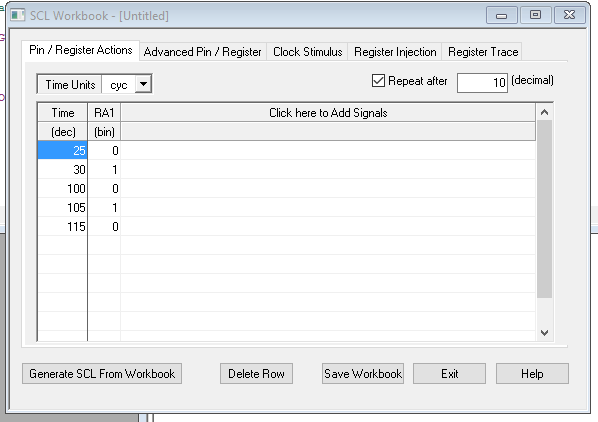 SCL Workbook - [Untitled]
Pin / Register Actions Advanced Pin / Register Clock Stimulus Register Injection Register Trace
Time Units cyc Repeat after 10 (decimal)
Time RA1 Click here to Add Signals
(dec) (bin)
25 0
30 1
100 0
105 1
115 0
Generate SCL From Workbook Delete Row Save Workbook Exit Help